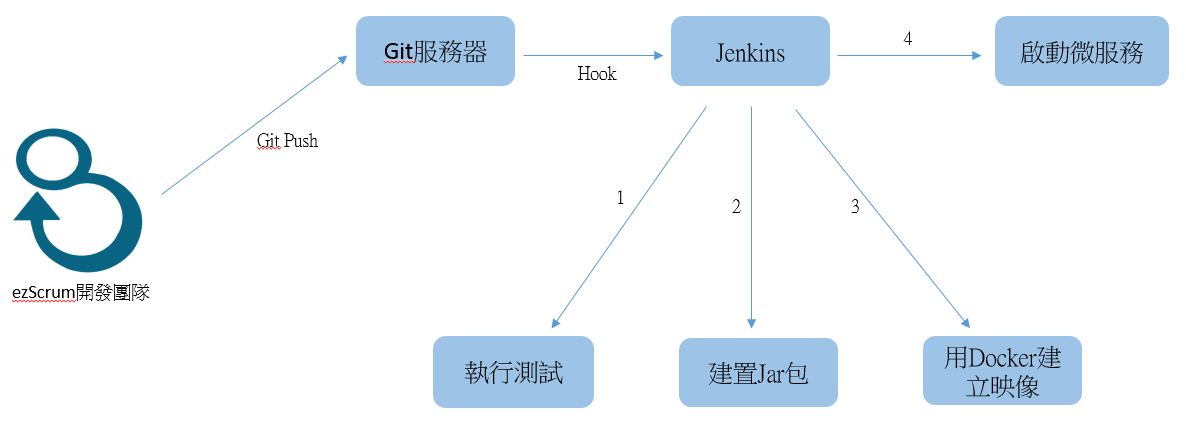 Git服務器
Hook
Jenkins
4
啟動微服務
Git Push
ezScrum開發團隊
1
2
3
執行測試
建置Jar包
用Docker建
立映像